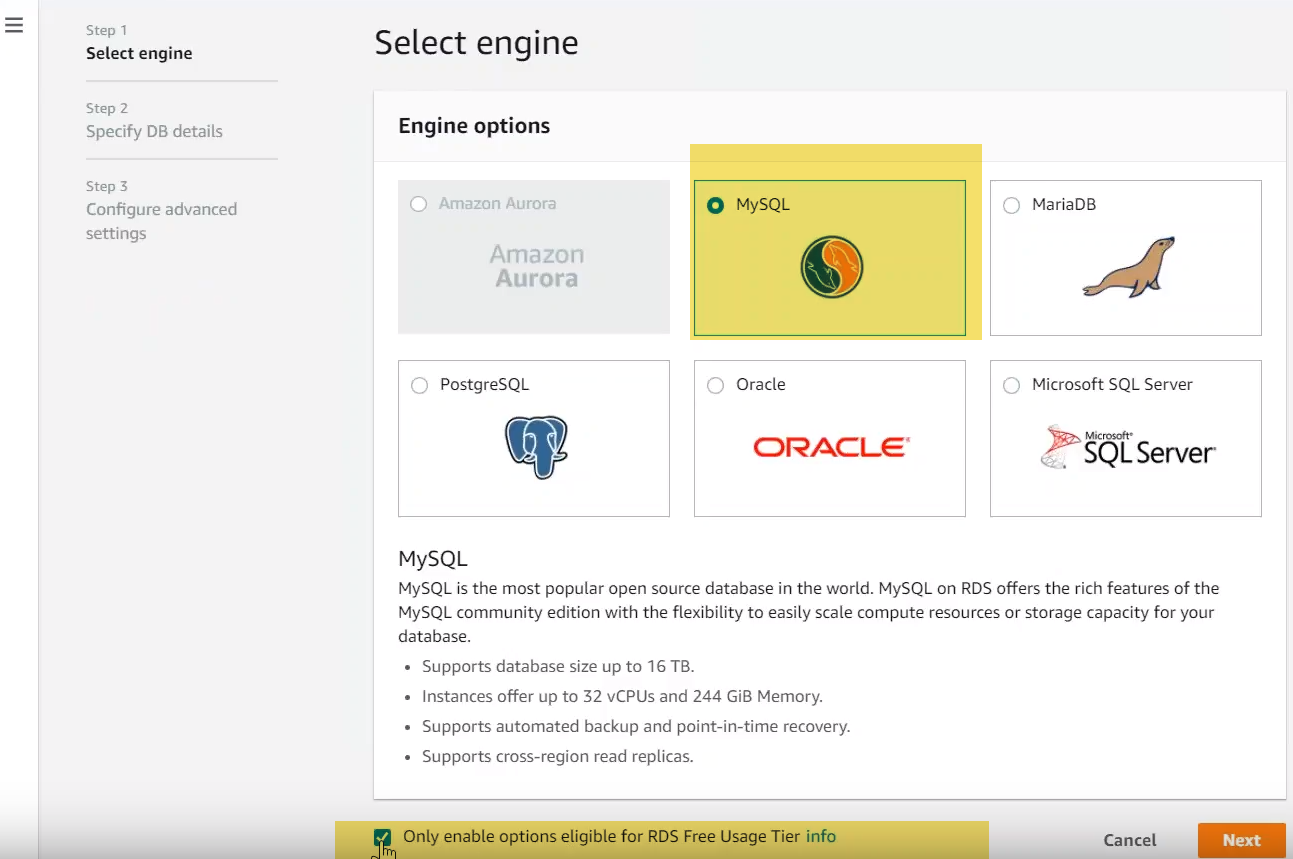 Step 1
Select engine
Step 2
Specify DB details
Step 3
Configure advanced
settings
Select engine
Engine options
Amazon Aurora
Amazon
Aurora
MySQL
MariaDB
PostgreSQL
Oracle
ORACLE
Microsoft SQL Server
Microsoft
SQL Server
MySQL
MySQL is the most popular open source database in the world. MySQL on RDS offers the rich features of the
MySQL community edition with the flexibility to easily scale compute resources or storage capacity for your
database.
• Supports database size up to 16 TB.
• Instances offer up to 32 vCPUs and 244 GiB Memory.
• Supports automated backup and point-in-time recovery.
• Supports cross-region read replicas.
Only enable options eligible for RDS Free Usage Tier info
Cancel
Next